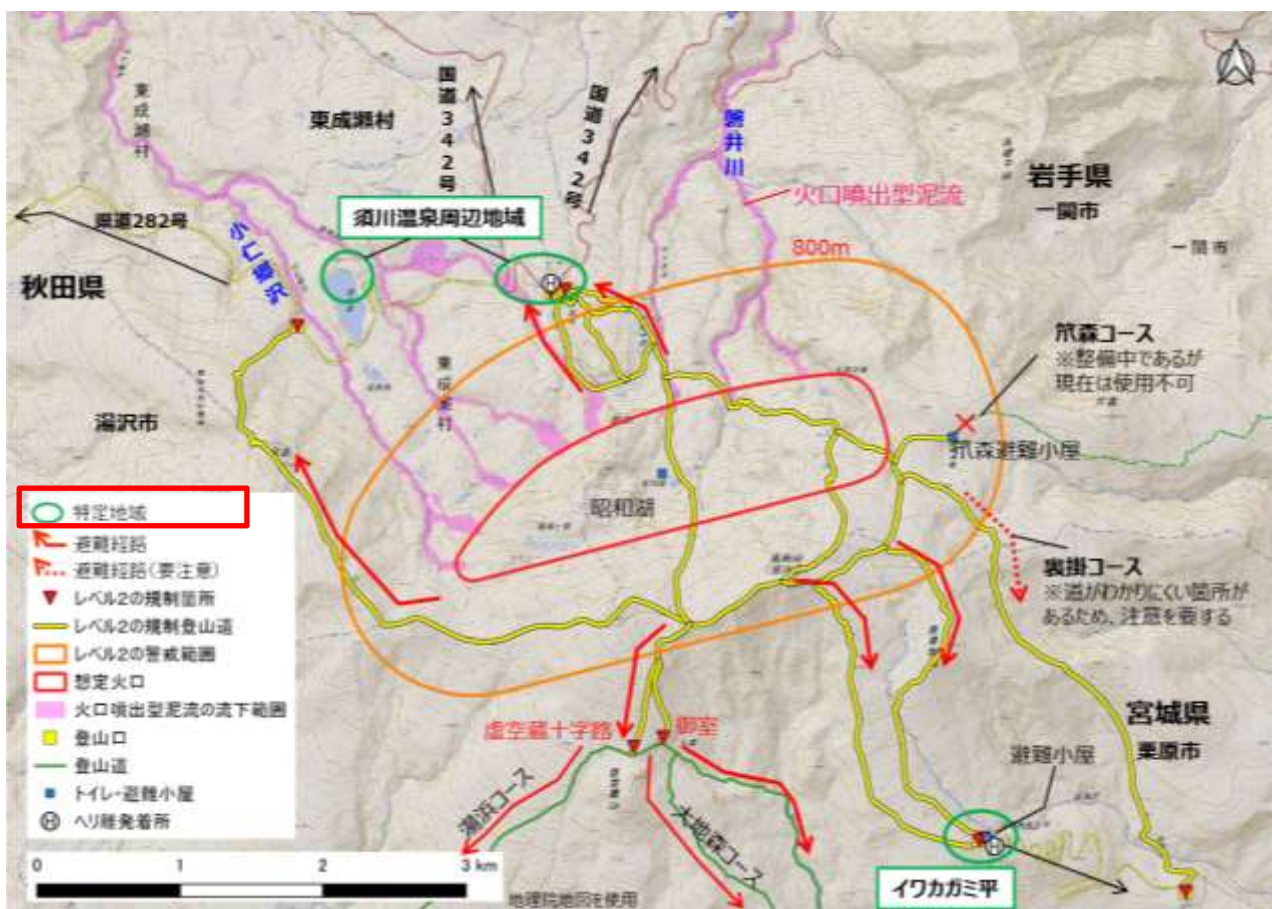 東成瀬村
東成瀬村
国道342号
国道342号
磐井川
岩手県
一関市
一関市
火口噴出型泥流
800m
須川温泉周辺地域
県道282号
秋田県
湯沢市
東成瀬村
笊森コース
※整備中であるが
現在は使用不可
笊森避難小屋
昭和湖
裏掛コース
※道がわかりにくい箇所が
あるため、注意を要する
特定地域
避難経路
避難経路(要注意)
レベル2の規制箇所
レベル2の規制登山道
レベル2の警戒範囲
想定火口
火口噴出型泥流の流下範囲
登山口
登山道
トイレ・避難小屋
ヘリ離発着所
H
虚空蔵十字路
御室
湯浜コース
大地森コース
宮城県
栗原市
避難小屋
H
イワカガミ平
0 1 2 3 km
地理院地図を使用